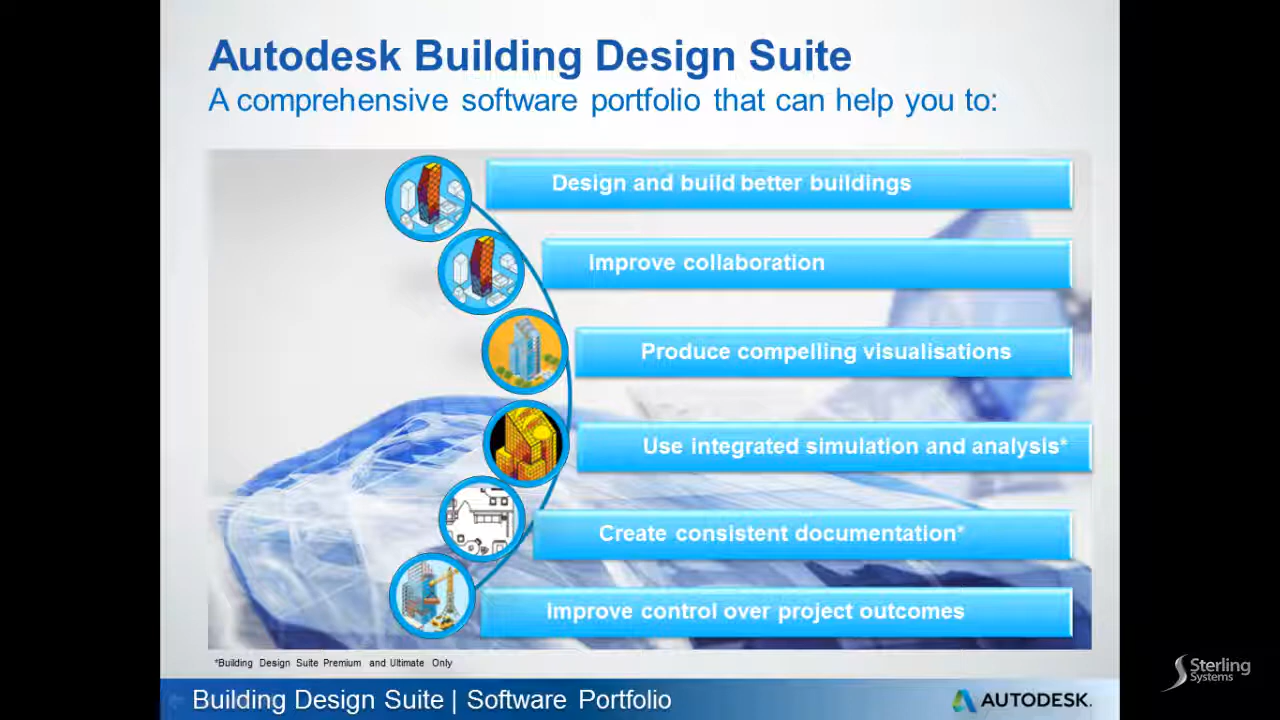 Autodesk Building Design Suite
A comprehensive software portfolio that can help you to:
Design and build better buildings
Improve collaboration
Produce compelling visualisations
Use integrated simulation and analysis*
Create consistent documentation*
Improve control over project outcomes
*Building Design Suite Premium and Ultimate Only
Building Design Suite | Software Portfolio
AUTODESK.
Sterling
Systems